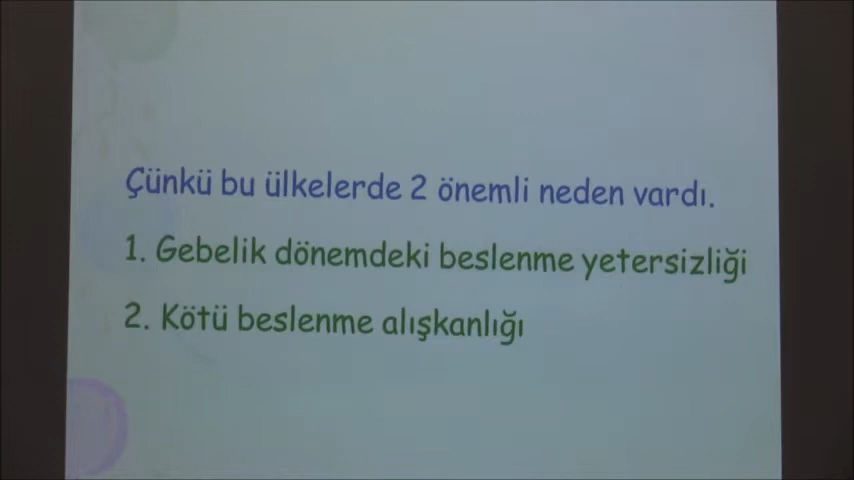 Çünkü bu ülkelerde 2 önemli neden vardı.
1. Gebelik dönemdeki beslenme yetersizliği
2. Kötü beslenme alışkanlığı